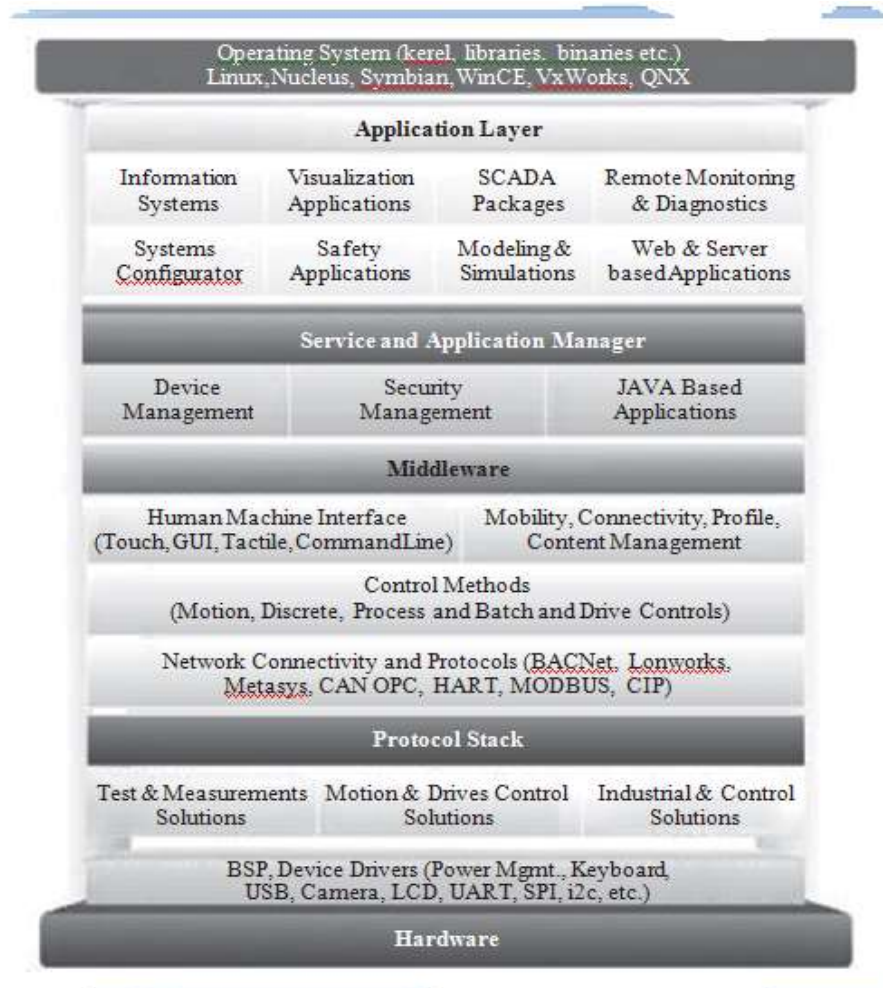 Operating System (kerel, libraries. binaries etc.)
Linux,Nucleus, Symbian,WinCE, VxWorks, QNX
Application Layer
Information
Systems
Visualization
Applications
SCADA
Packages
Remote Monitoring
& Diagnostics
Systems
Configurator
Safety
Applications
Modeling &
Simulations
Web & Server
based Applications
Service and Application Manager
Device
Management
Security
Management
JAVA Based
Applications
Middleware
Human Machine Interface
(Touch, GUI, Tactile, CommandLine)
Mobility, Connectivity, Profile,
Content Management
Control Methods
(Motion, Discrete, Process and Batch and Drive Controls)
Network Connectivity and Protocols (BACNet, Lonworks,
Metasys, CAN OPC, HART, MODBUS, CIP)
Protocol Stack
Test & Measurements
Solutions
Motion & Drives Control
Solutions
Industrial & Control
Solutions
BSP, Device Drivers (Power Mgmt., Keyboard,
USB, Camera, LCD, UART, SPI, i2c, etc.)
Hardware